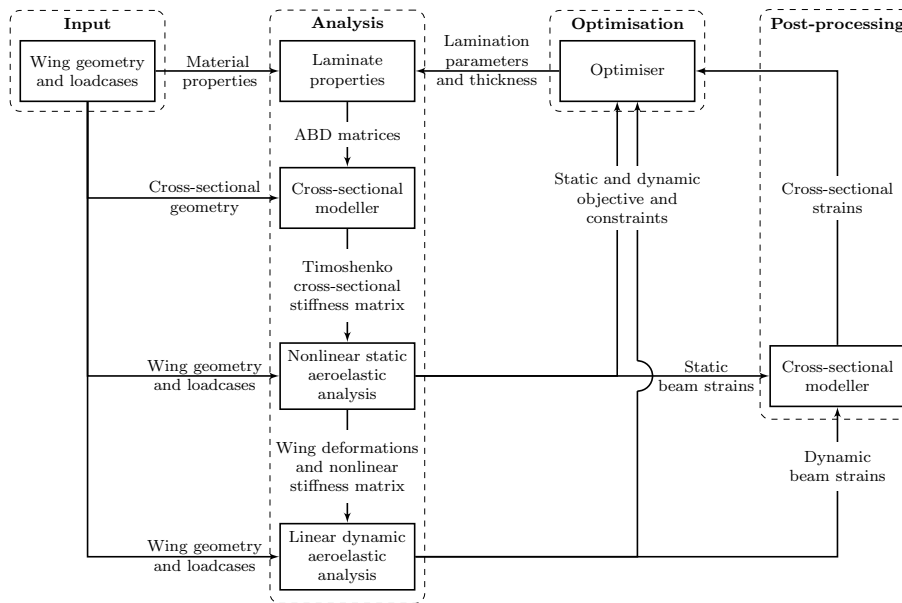 Input
Analysis
Optimisation
Post-processing
Wing geometry
and loadcases
Material
properties
Laminate
properties
Lamination
parameters
and thickness
Optimiser
ABD matrices
Cross-sectional
geometry
Cross-sectional
modeller
Static and dynamic
objective and
constraints
Cross-sectional
strains
Timoshenko
cross-sectional
stiffness matrix
Wing geometry
and loadcases
Nonlinear static
aeroelastic
analysis
Static
beam strains
Cross-sectional
modeller
Wing deformations
and nonlinear
stiffness matrix
Dynamic
beam strains
Wing geometry
and loadcases
Linear dynamic
aeroelastic
analysis